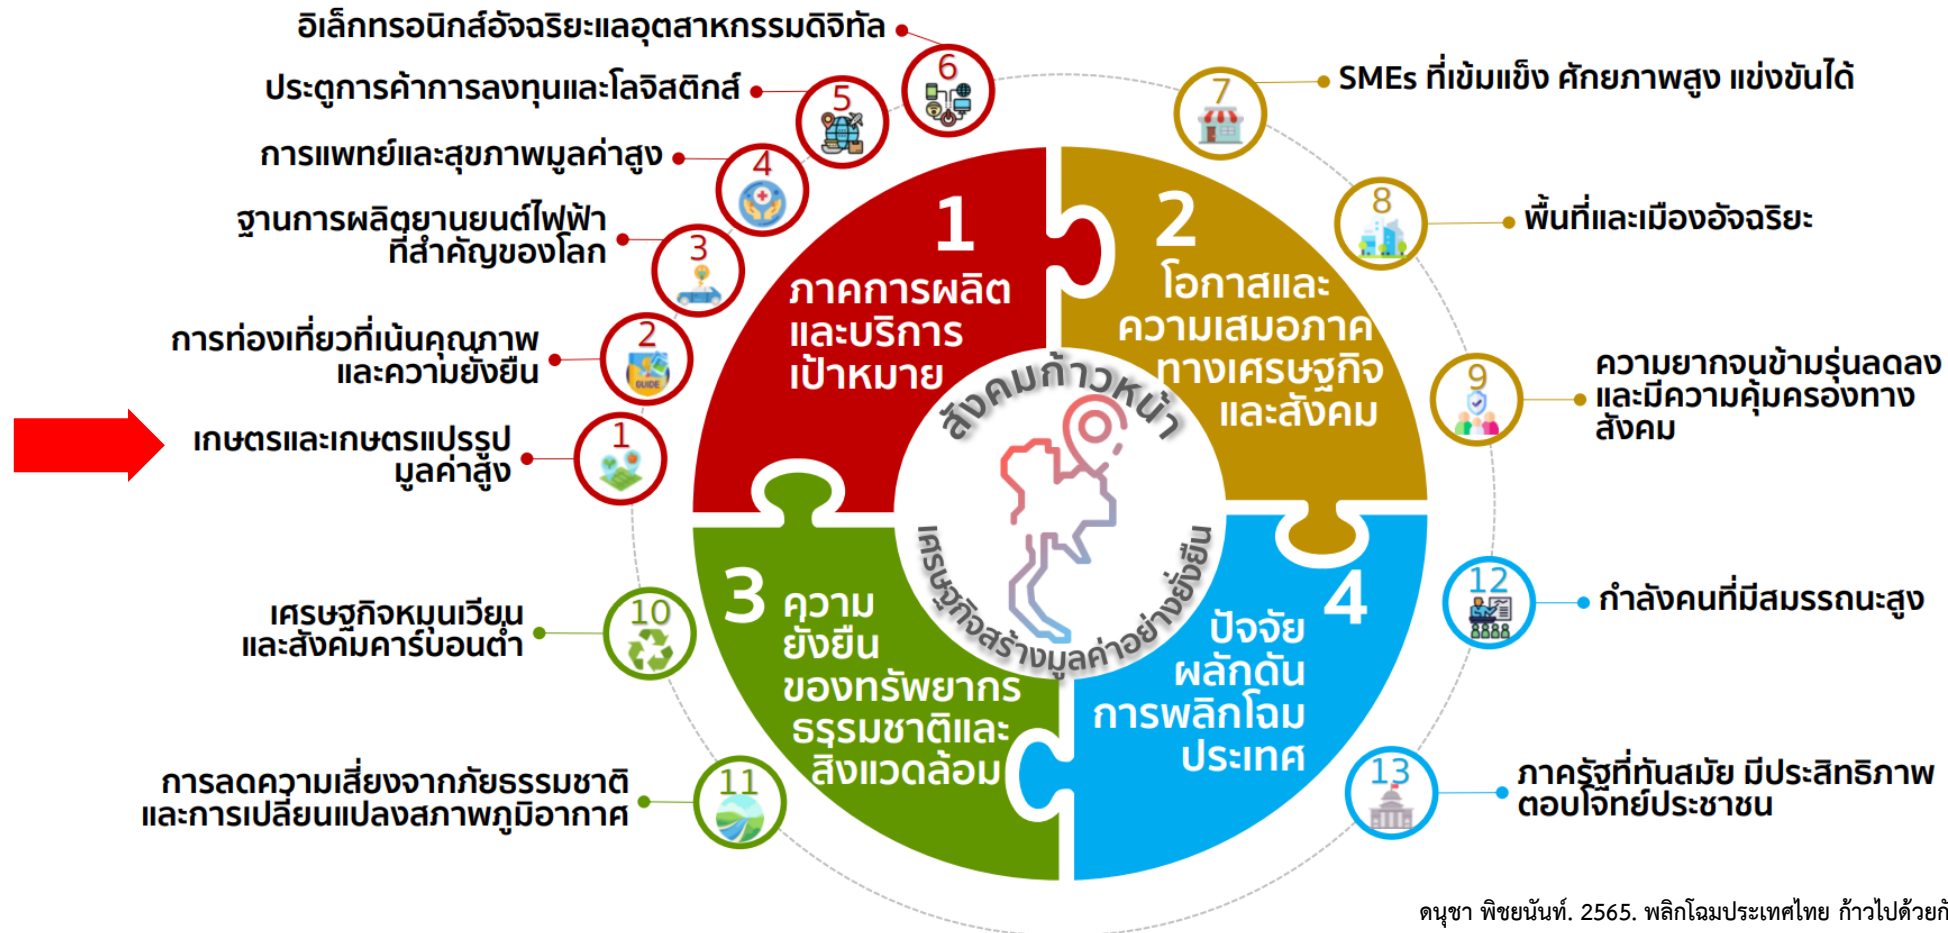 อิเล็กทรอนิกส์อัจฉริยะแลอุตสาหกรรมดิจิทัล
6
ประตูการค้าการลงทุนและโลจิสติกส์
5
การแพทย์และสุขภาพมูลค่าสูง
4
ฐานการผลิตยานยนต์ไฟฟ้า
ที่สำคัญของโลก
3
การท่องเที่ยวที่เน้นคุณภาพ
และความยั่งยืน
2
GUIDE
เกษตรและเกษตรแปรรูป
มูลค่าสูง
1
1
ภาคการผลิต
และบริการ
เป้าหมาย
2
โอกาสและ
ความเสมอภาค
ทางเศรษฐกิจ
และสังคม
7
SMEs ที่เข้มแข็ง ศักยภาพสูง แข่งขันได้
8
พื้นที่และเมืองอัจฉริยะ
9
ความยากจนข้ามรุ่นลดลง
และมีความคุ้มครองทาง
สังคม
สังคมก้าวหน้า
เศรษฐกิจสร้างมูลค่าอย่างยั่งยืน
3
ความ
ยั่งยืน
ของทรัพยากร
ธรรมชาติและ
สิ่งแวดล้อม
10
เศรษฐกิจหมุนเวียน
และสังคมคาร์บอนต่ำ
11
การลดความเสี่ยงจากภัยธรรมชาติ
และการเปลี่ยนแปลงสภาพภูมิอากาศ
4
ปัจจัย
ผลักดัน
การพลิกโฉม
ประเทศ
12
กำลังคนที่มีสมรรถนะสูง
13
ภาครัฐที่ทันสมัย มีประสิทธิภาพ
ตอบโจทย์ประชาชน
ดนุชา พิชยนันท์. 2565. พลิกโฉมประเทศไทย ก้าวไปด้วยกั